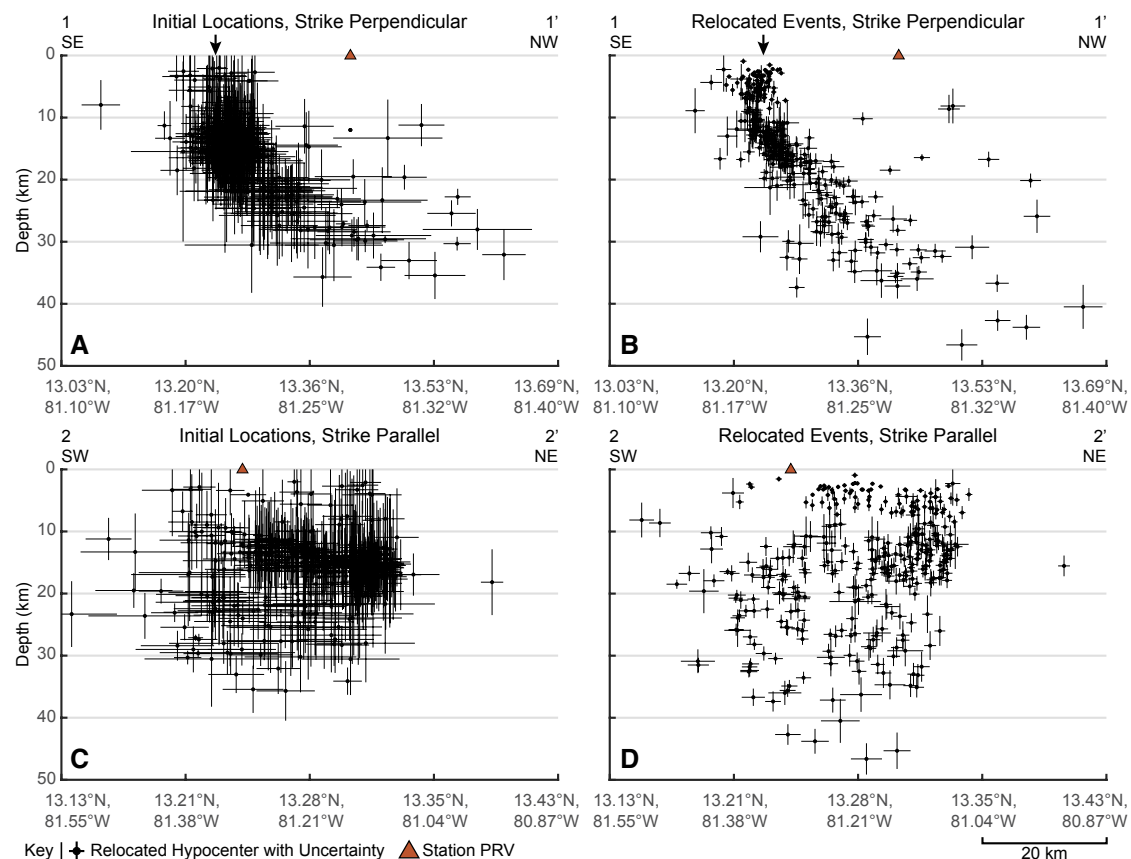 1 Initial Locations, Strike Perpendicular 1'
SE NW
0
10
20
30
40
50
Depth (km)
A
13.03°N, 13.20°N, 13.36°N, 13.53°N, 13.69°N,
81.10°W 81.17°W 81.25°W 81.32°W 81.40°W
1 Relocated Events, Strike Perpendicular 1'
SE NW
B
13.03°N, 13.20°N, 13.36°N, 13.53°N, 13.69°N,
81.10°W 81.17°W 81.25°W 81.32°W 81.40°W
2 Initial Locations, Strike Parallel 2'
SW NE
0
10
20
30
40
50
Depth (km)
C
13.13°N, 13.21°N, 13.28°N, 13.35°N, 13.43°N,
81.55°W 81.38°W 81.21°W 81.04°W 80.87°W
2 Relocated Events, Strike Parallel 2'
SW NE
D
13.13°N, 13.21°N, 13.28°N, 13.35°N, 13.43°N,
81.55°W 81.38°W 81.21°W 81.04°W 80.87°W
Key | Relocated Hypocenter with Uncertainty Station PRV
20 km